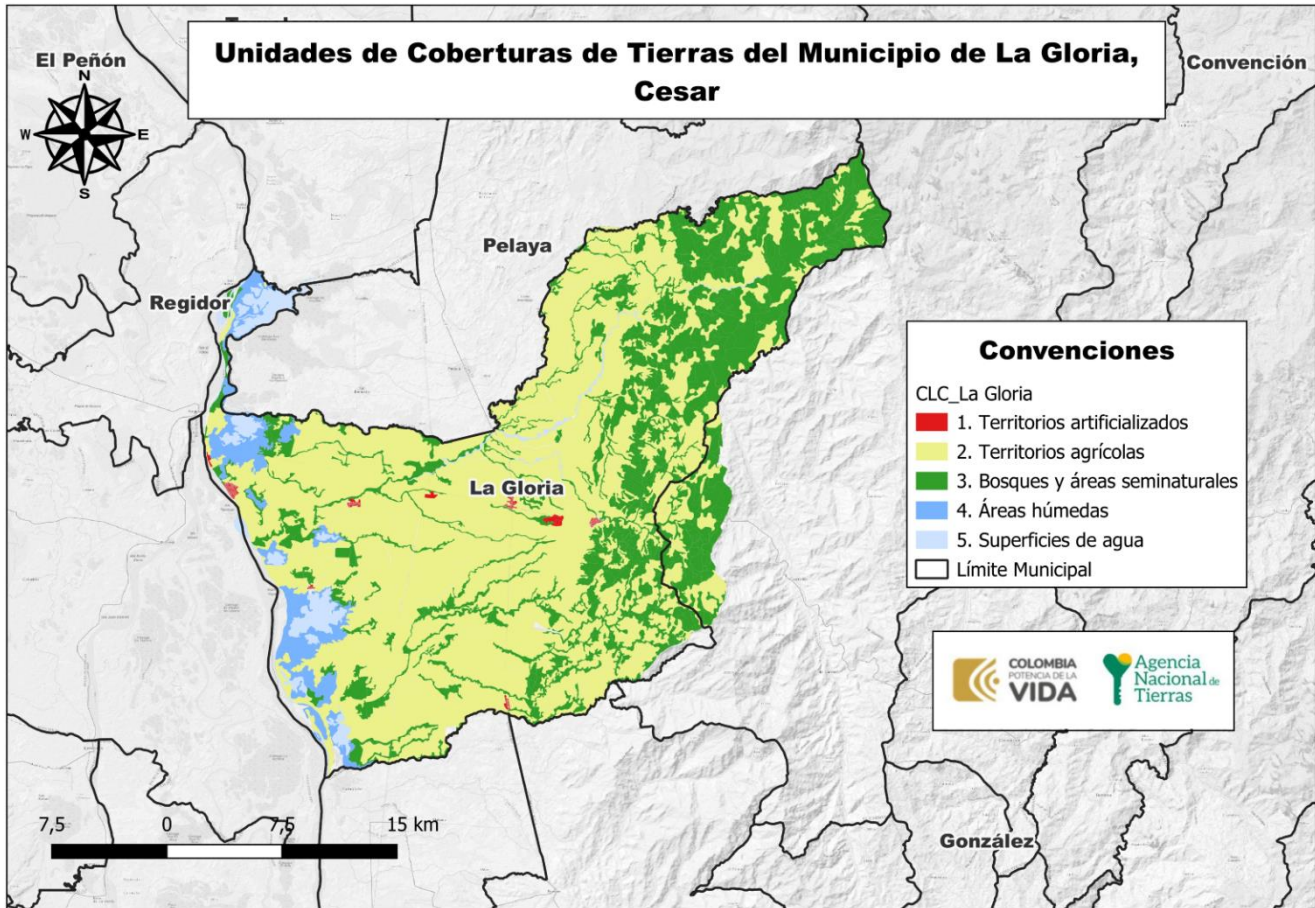 Unidades de Coberturas de Tierras del Municipio de La Gloria,
Cesar
El Peñón
N
W
E
S
Convención
Pelaya
Regidor
La Gloria
Convenciones
CLC_La Gloria
1. Territorios artificializados
2. Territorios agrícolas
3. Bosques y áreas seminaturales
4. Áreas húmedas
5. Superficies de agua
Límite Municipal
COLOMBIA
POTENCIA DE LA
VIDA
Agencia
Nacional de
Tierras
7,5
0
7,5
15 km
González